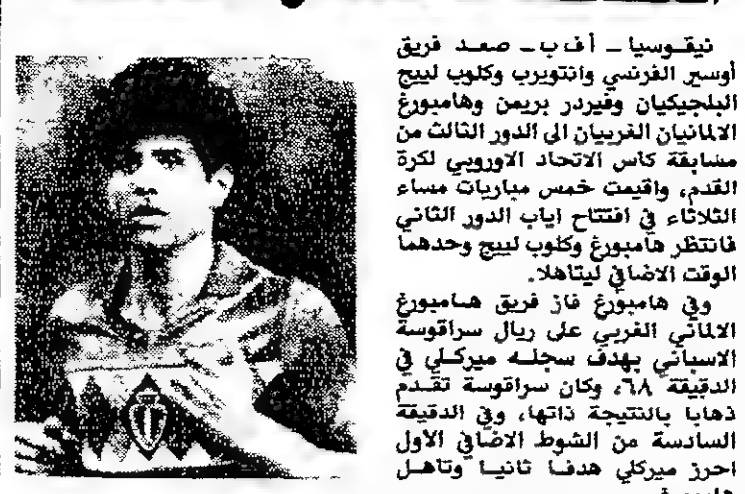 نيقوسيا ـ أ ف ب ـ صعد فريق
أوسير الفرنسي وانتويرب وكلوب لييج
البلجيكيان وفيردر بريمن وهامبورغ
الالمانيان الغربيان الى الدور الثالث من
مسابقة كاس الاتحاد الاوروبي لكرة
القدم، واقيمت خمس مباريات مساء
الثلاثاء في افتتاح اياب الدور الثاني
فانتظر هامبورغ وكلوب لييج وحدهما
الوقت الاضافي ليتاهلا.
وفي هامبورغ فاز فريق هامبورغ
الالماني الغربي على ريال سراقوسة
الاسباني بهدف سجله ميركلي في
الدقيقة ٦٨، وكان سراقوسة تقدم
ذهابا بالنتيجة ذاتها، وفي الدقيقة
السادسة من الشوط الاضافي الاول
احرز ميركلي هدفا ثانيا وتاهل